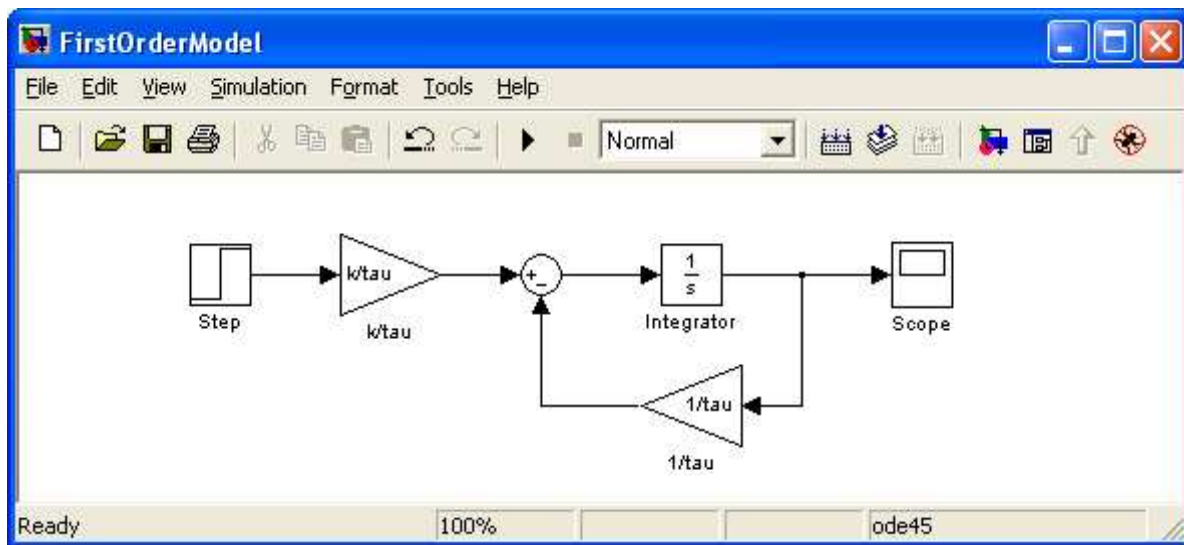 FirstOrderModel
File Edit View Simulation Format Tools Help
Normal
k/tau
+
-
1
s
Step
k/tau
Integrator
Scope
1/tau
1/tau
Ready 100% ode45